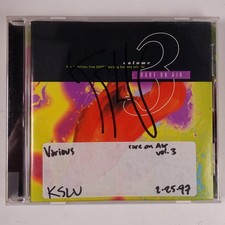 volume
3
RARE ON AIR
Various
rare on Air
vol. 3
KSLU
2-25-97